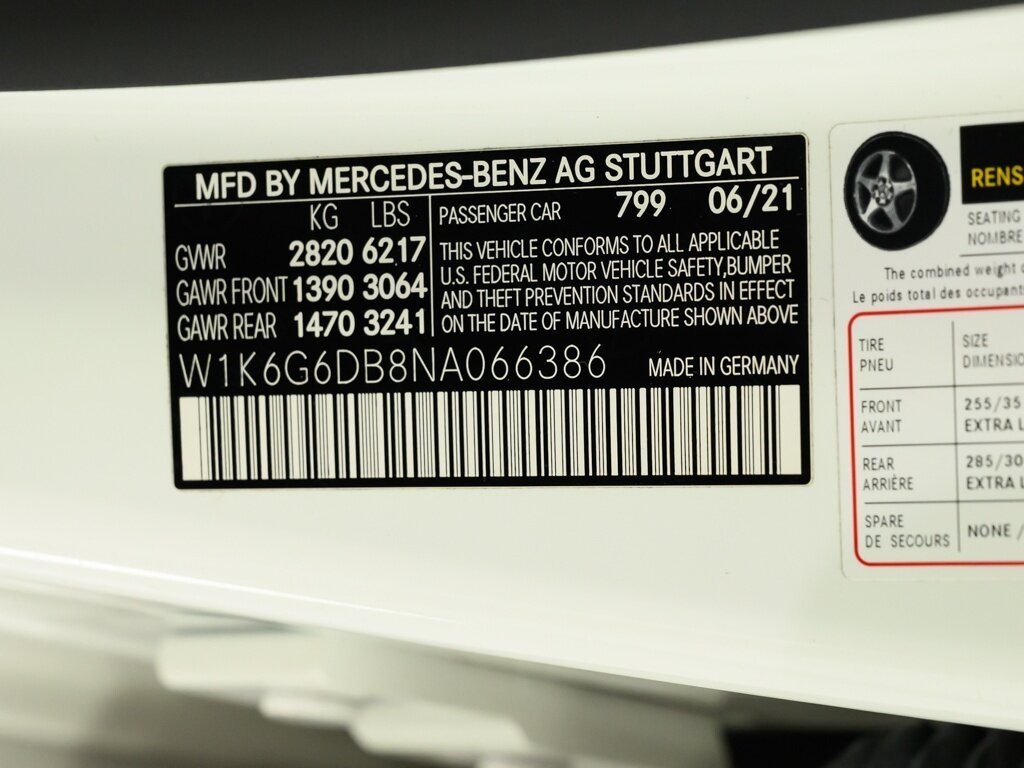 MFD BY MERCEDES-BENZ AG STUTTGART
KG LBS
GVWR 2820 6217
GAWR FRONT 1390 3064
GAWR REAR 1470 3241
PASSENGER CAR 799 06/21
THIS VEHICLE CONFORMS TO ALL APPLICABLE
U.S. FEDERAL MOTOR VEHICLE SAFETY,BUMPER
AND THEFT PREVENTION STANDARDS IN EFFECT
ON THE DATE OF MANUFACTURE SHOWN ABOVE
W1K6G6DB8NA066386 MADE IN GERMANY
SEATING
NOMBRE
The combined weight
Le poids total des
TIRE
PNEU
SIZE
FRONT
AVANT
255/35
EXTRA
REAR
ARRIÈRE
285/30
EXTRA
SPARE
DE SECOURS
NONE /